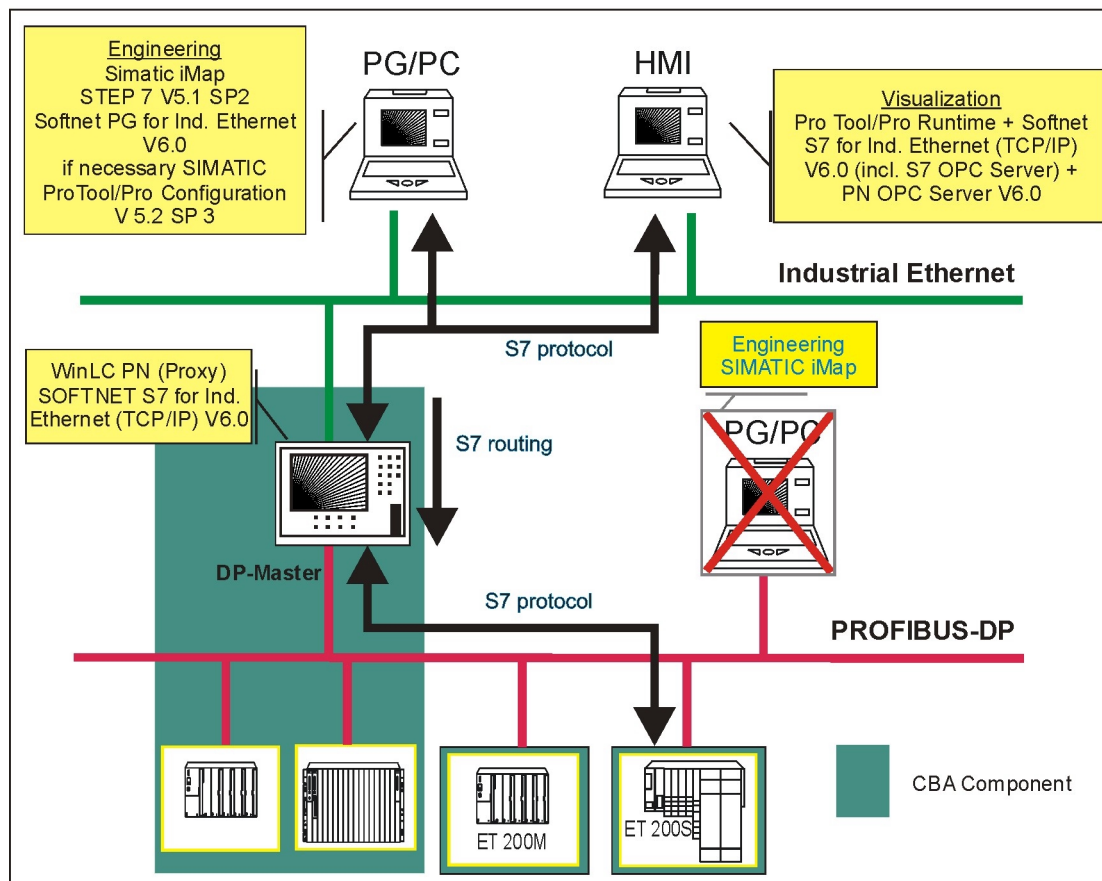 Engineering
Simatic iMap
STEP 7 V5.1 SP2
Softnet PG for Ind. Ethernet
V6.0
if necessary SIMATIC
ProTool/Pro Configuration
V 5.2 SP 3
PG/PC
HMI
Visualization
Pro Tool/Pro Runtime + Softnet
S7 for Ind. Ethernet (TCP/IP)
V6.0 (incl. S7 OPC Server) +
PN OPC Server V6.0
Industrial Ethernet
S7 protocol
Engineering
SIMATIC iMap
WinLC PN (Proxy)
SOFTNET S7 for Ind.
Ethernet (TCP/IP) V6.0
PG/PC
S7 routing
DP-Master
S7 protocol
PROFIBUS-DP
ET 200M
ET 200S
CBA Component